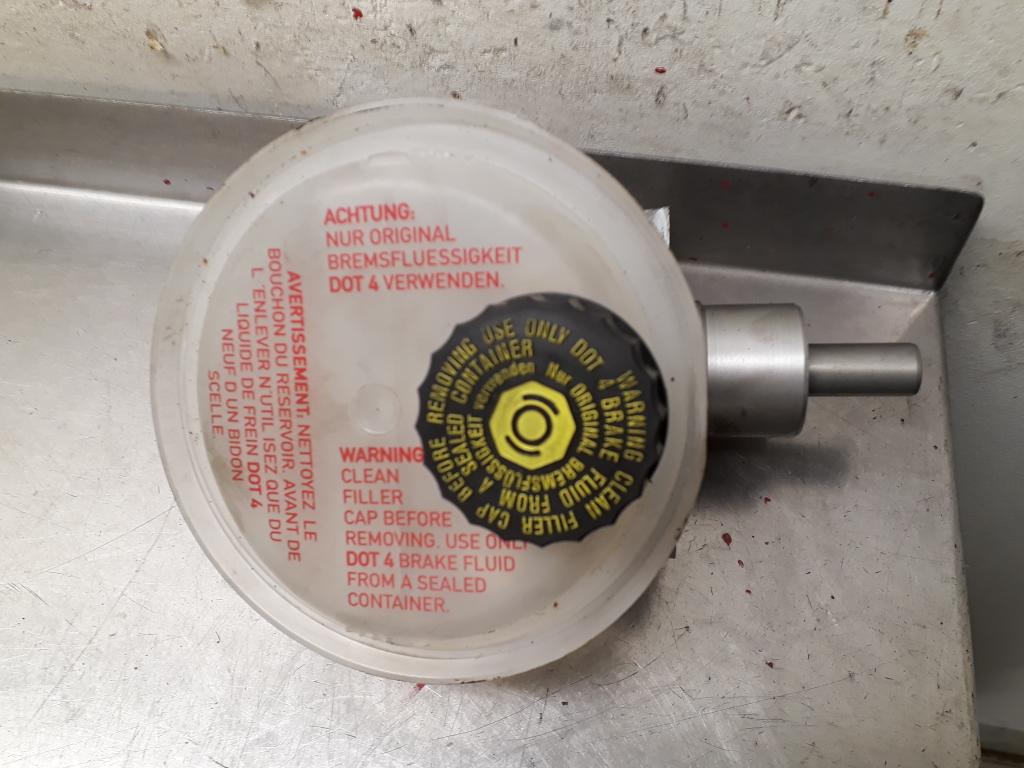 ACHTUNG:
NUR ORIGINAL
BREMSFLUESSIGKEIT
DOT 4 VERWENDEN.
AVERTISSEMENT: NETTOYEZ LE
BOUCHON DU RESERVOIR AVANT DE
L'ENLEVER N'UTIL ISEZ QUE DU
LIQUIDE DE FREIN DOT 4
NEUF D UN BIDON
SCELLE.
WARNING
CLEAN
FILLER
CAP BEFORE
REMOVING. USE ONLY
DOT 4 BRAKE FLUID
FROM A SEALED
CONTAINER.
WARNING CLEAN FILLER CAP BEFORE REMOVING USE ONLY DOT 4 BRAKE FLUID FROM A SEALED CONTAINER
Nur ORIGINAL BREMSFLÜSSIGKEIT verwenden